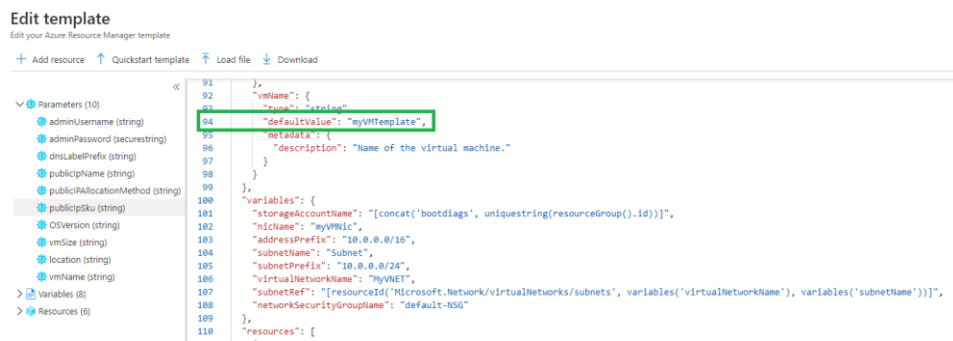 Edit template
Edit your Azure Resource Manager template
+ Add resource ↑ Quickstart template Load file Download
«
Parameters (10)
adminUsername (string)
adminPassword (securestring)
dnsLabelPrefix (string)
publicIpName (string)
publicIPAllocationMethod (string)
publicIpSku (string)
OSVersion (string)
vmSize (string)
location (string)
vmName (string)
Variables (8)
Resources (6)
91 },
92 "vmName": {
93 "type": "string",
94 "defaultValue": "myVMTemplate",
95 "metadata": {
96 "description": "Name of the virtual machine."
97 }
98 }
99 },
100 "variables": {
101 "storageAccountName": "[concat('bootdiags', uniquestring(resourceGroup().id))]",
102 "nicName": "myVMNic",
103 "addressPrefix": "10.0.0.0/16",
104 "subnetName": "Subnet",
105 "subnetPrefix": "10.0.0.0/24",
106 "virtualNetworkName": "MyVNET",
107 "subnetRef": "[resourceId('Microsoft.Network/virtualNetworks/subnets', variables('virtualNetworkName'), variables('subnetName'))]",
108 "networkSecurityGroupName": "default-NSG"
109 },
110 "resources": [